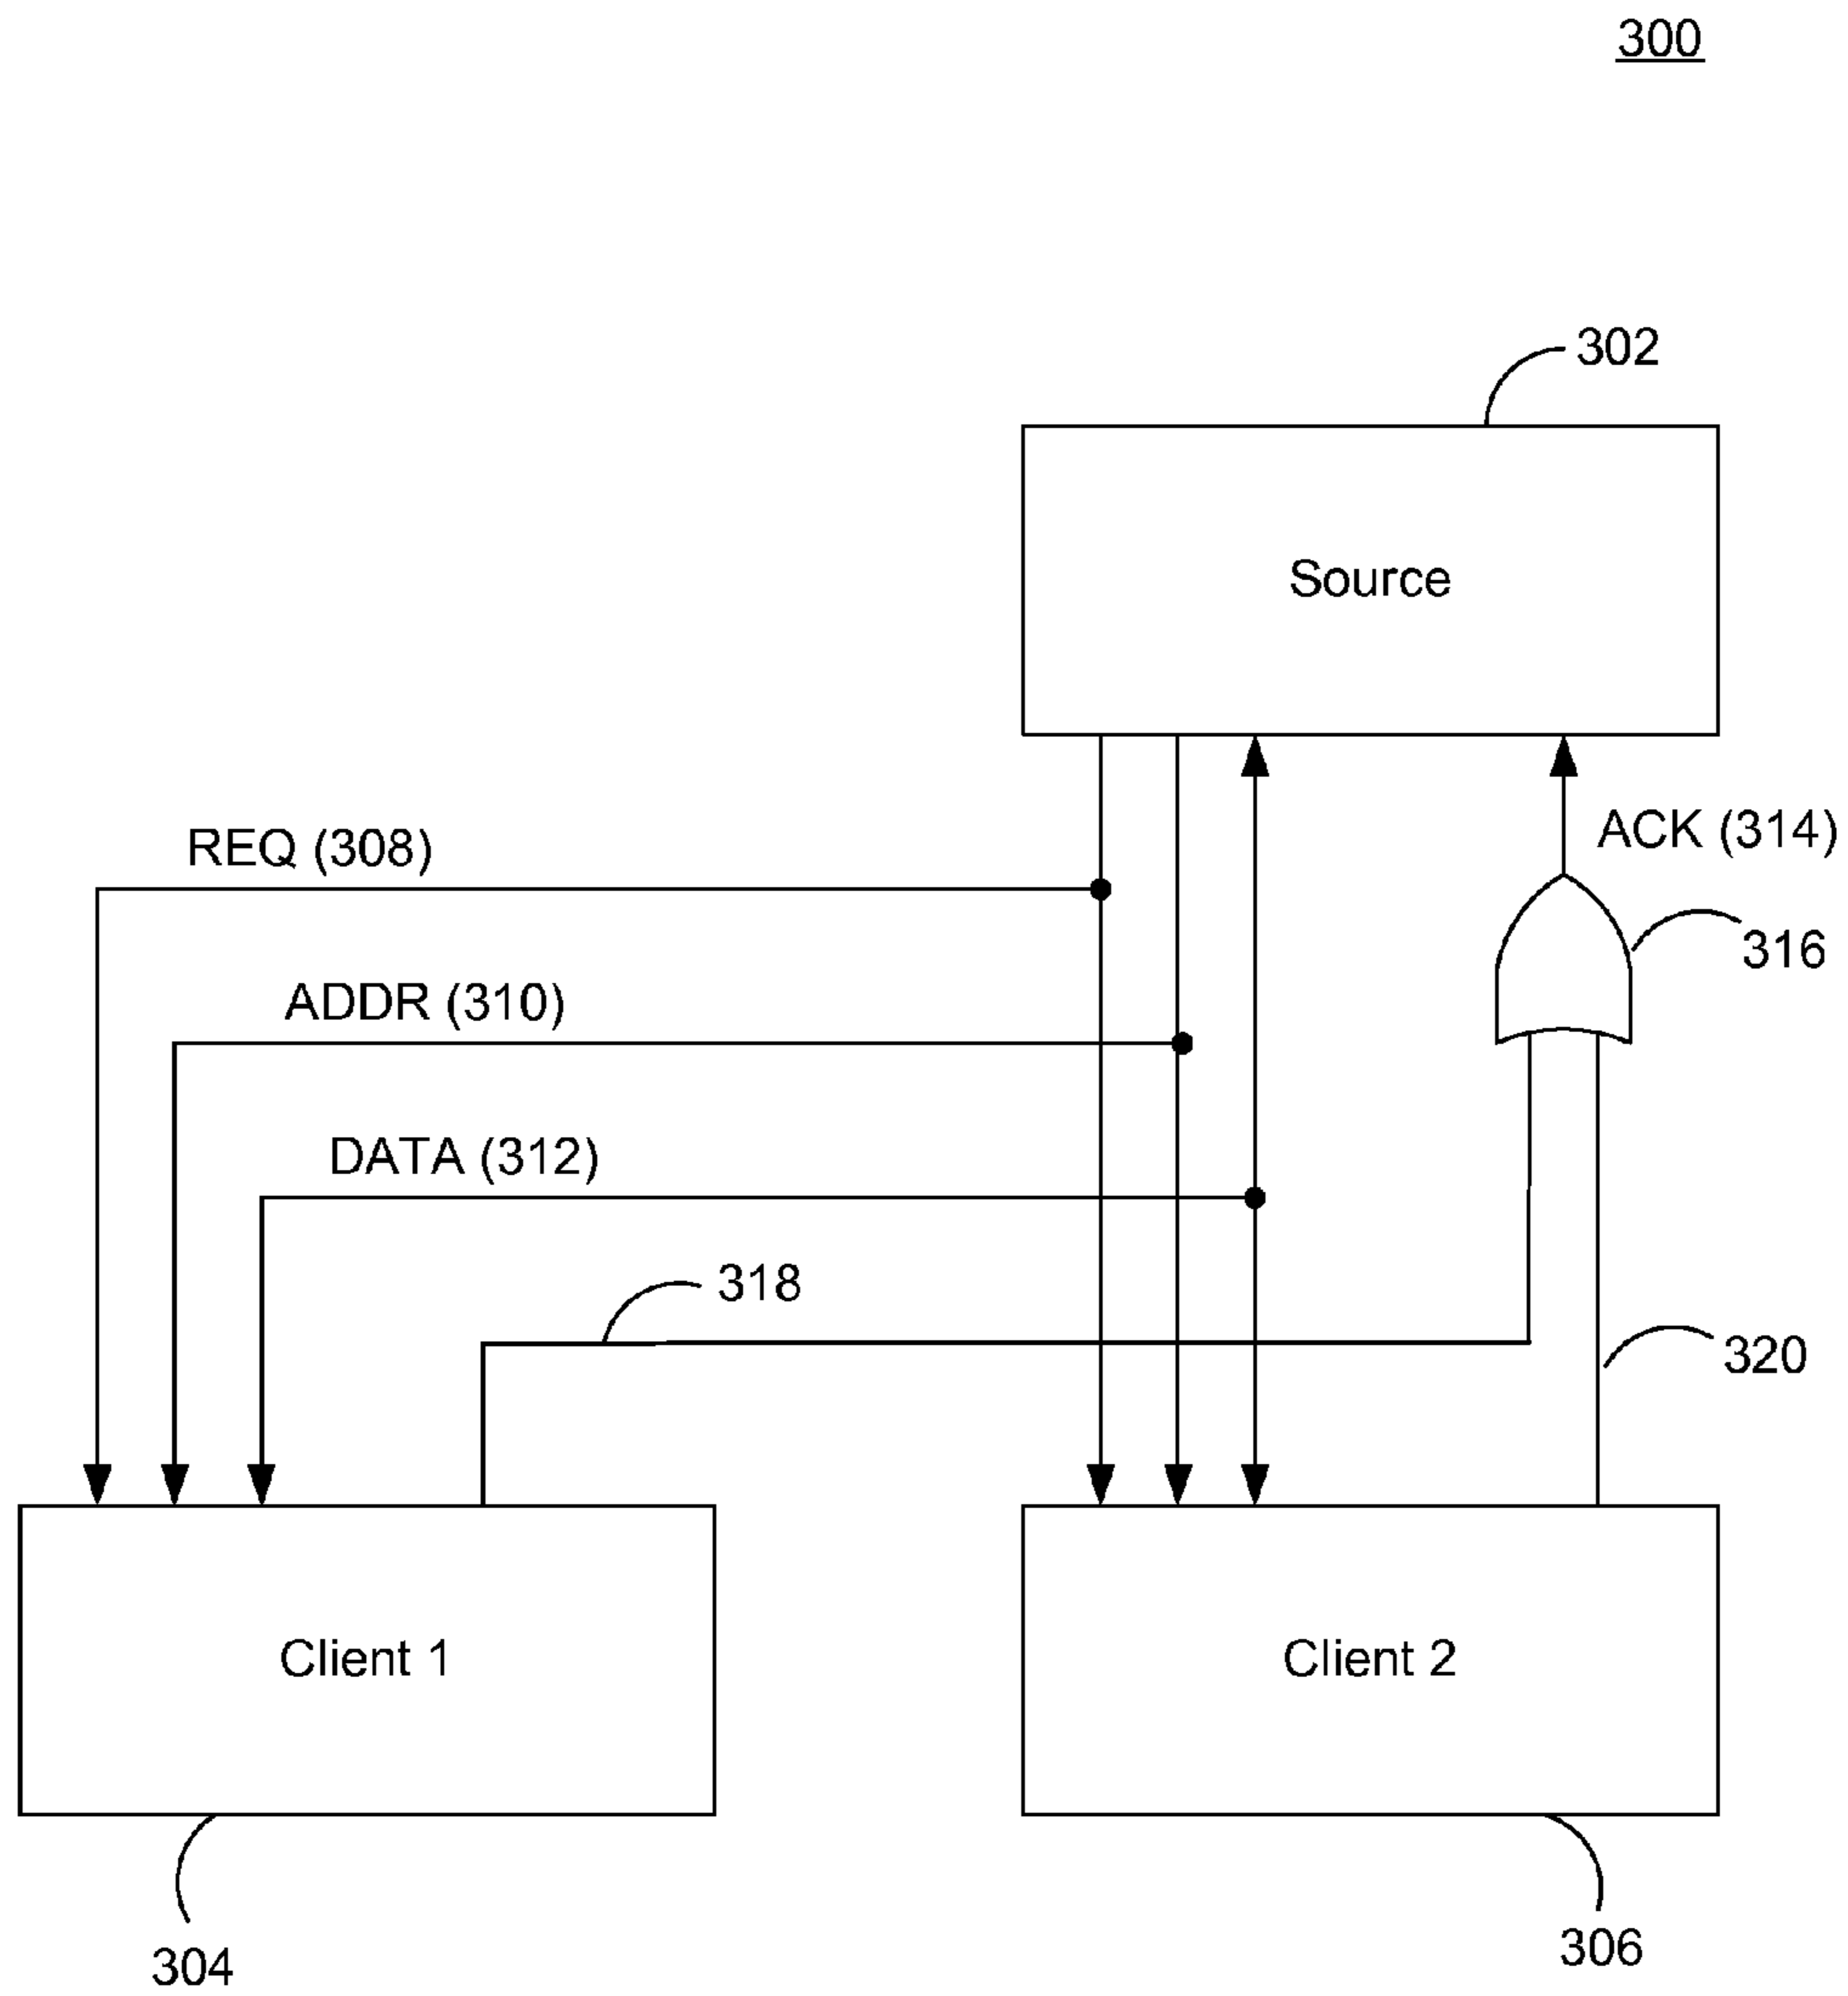 300
302
Source
REQ (308)
ACK (314)
316
ADDR (310)
DATA (312)
318
320
Client 1
Client 2
304
306